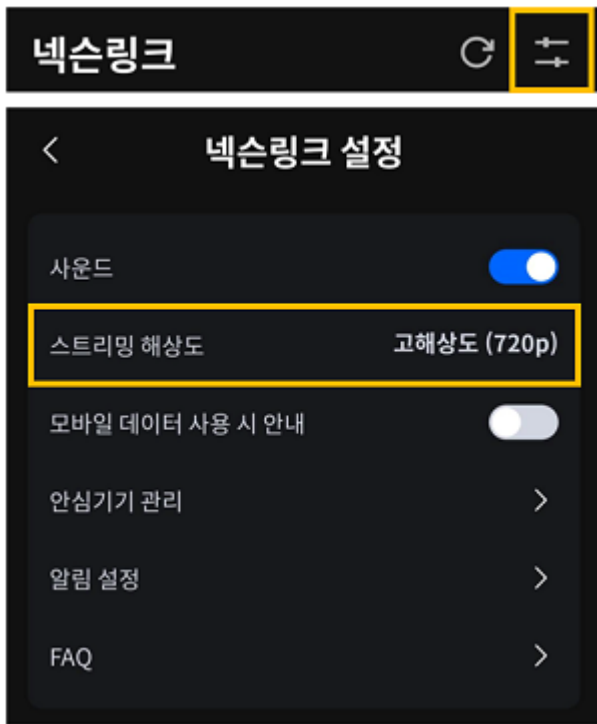 넥슨링크
넥슨링크 설정
사운드
스트리밍 해상도 고해상도 (720p)
모바일 데이터 사용 시 안내
안심기기 관리
알림 설정
FAQ